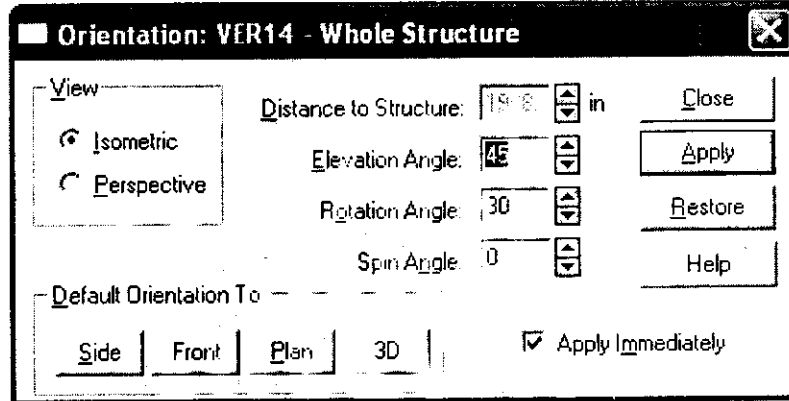 Orientation: VER14 - Whole Structure
View
Isometric
Perspective
Distance to Structure: in
Elevation Angle: 45
Rotation Angle: 30
Spin Angle: 0
Close
Apply
Restore
Help
Default Orientation To
Side Front Plan 3D
Apply Immediately